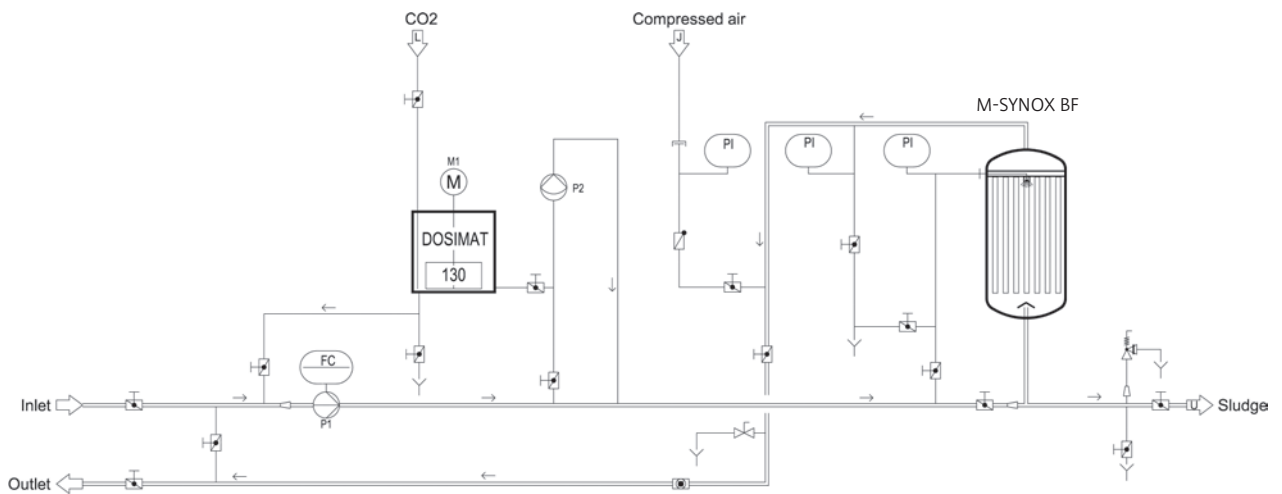 CO2
L
Compressed air
J
M-SYNOX BF
PI
PI
PI
M1
M
P2
DOSIMAT
130
FC
Inlet
P1
U
Sludge
Outlet